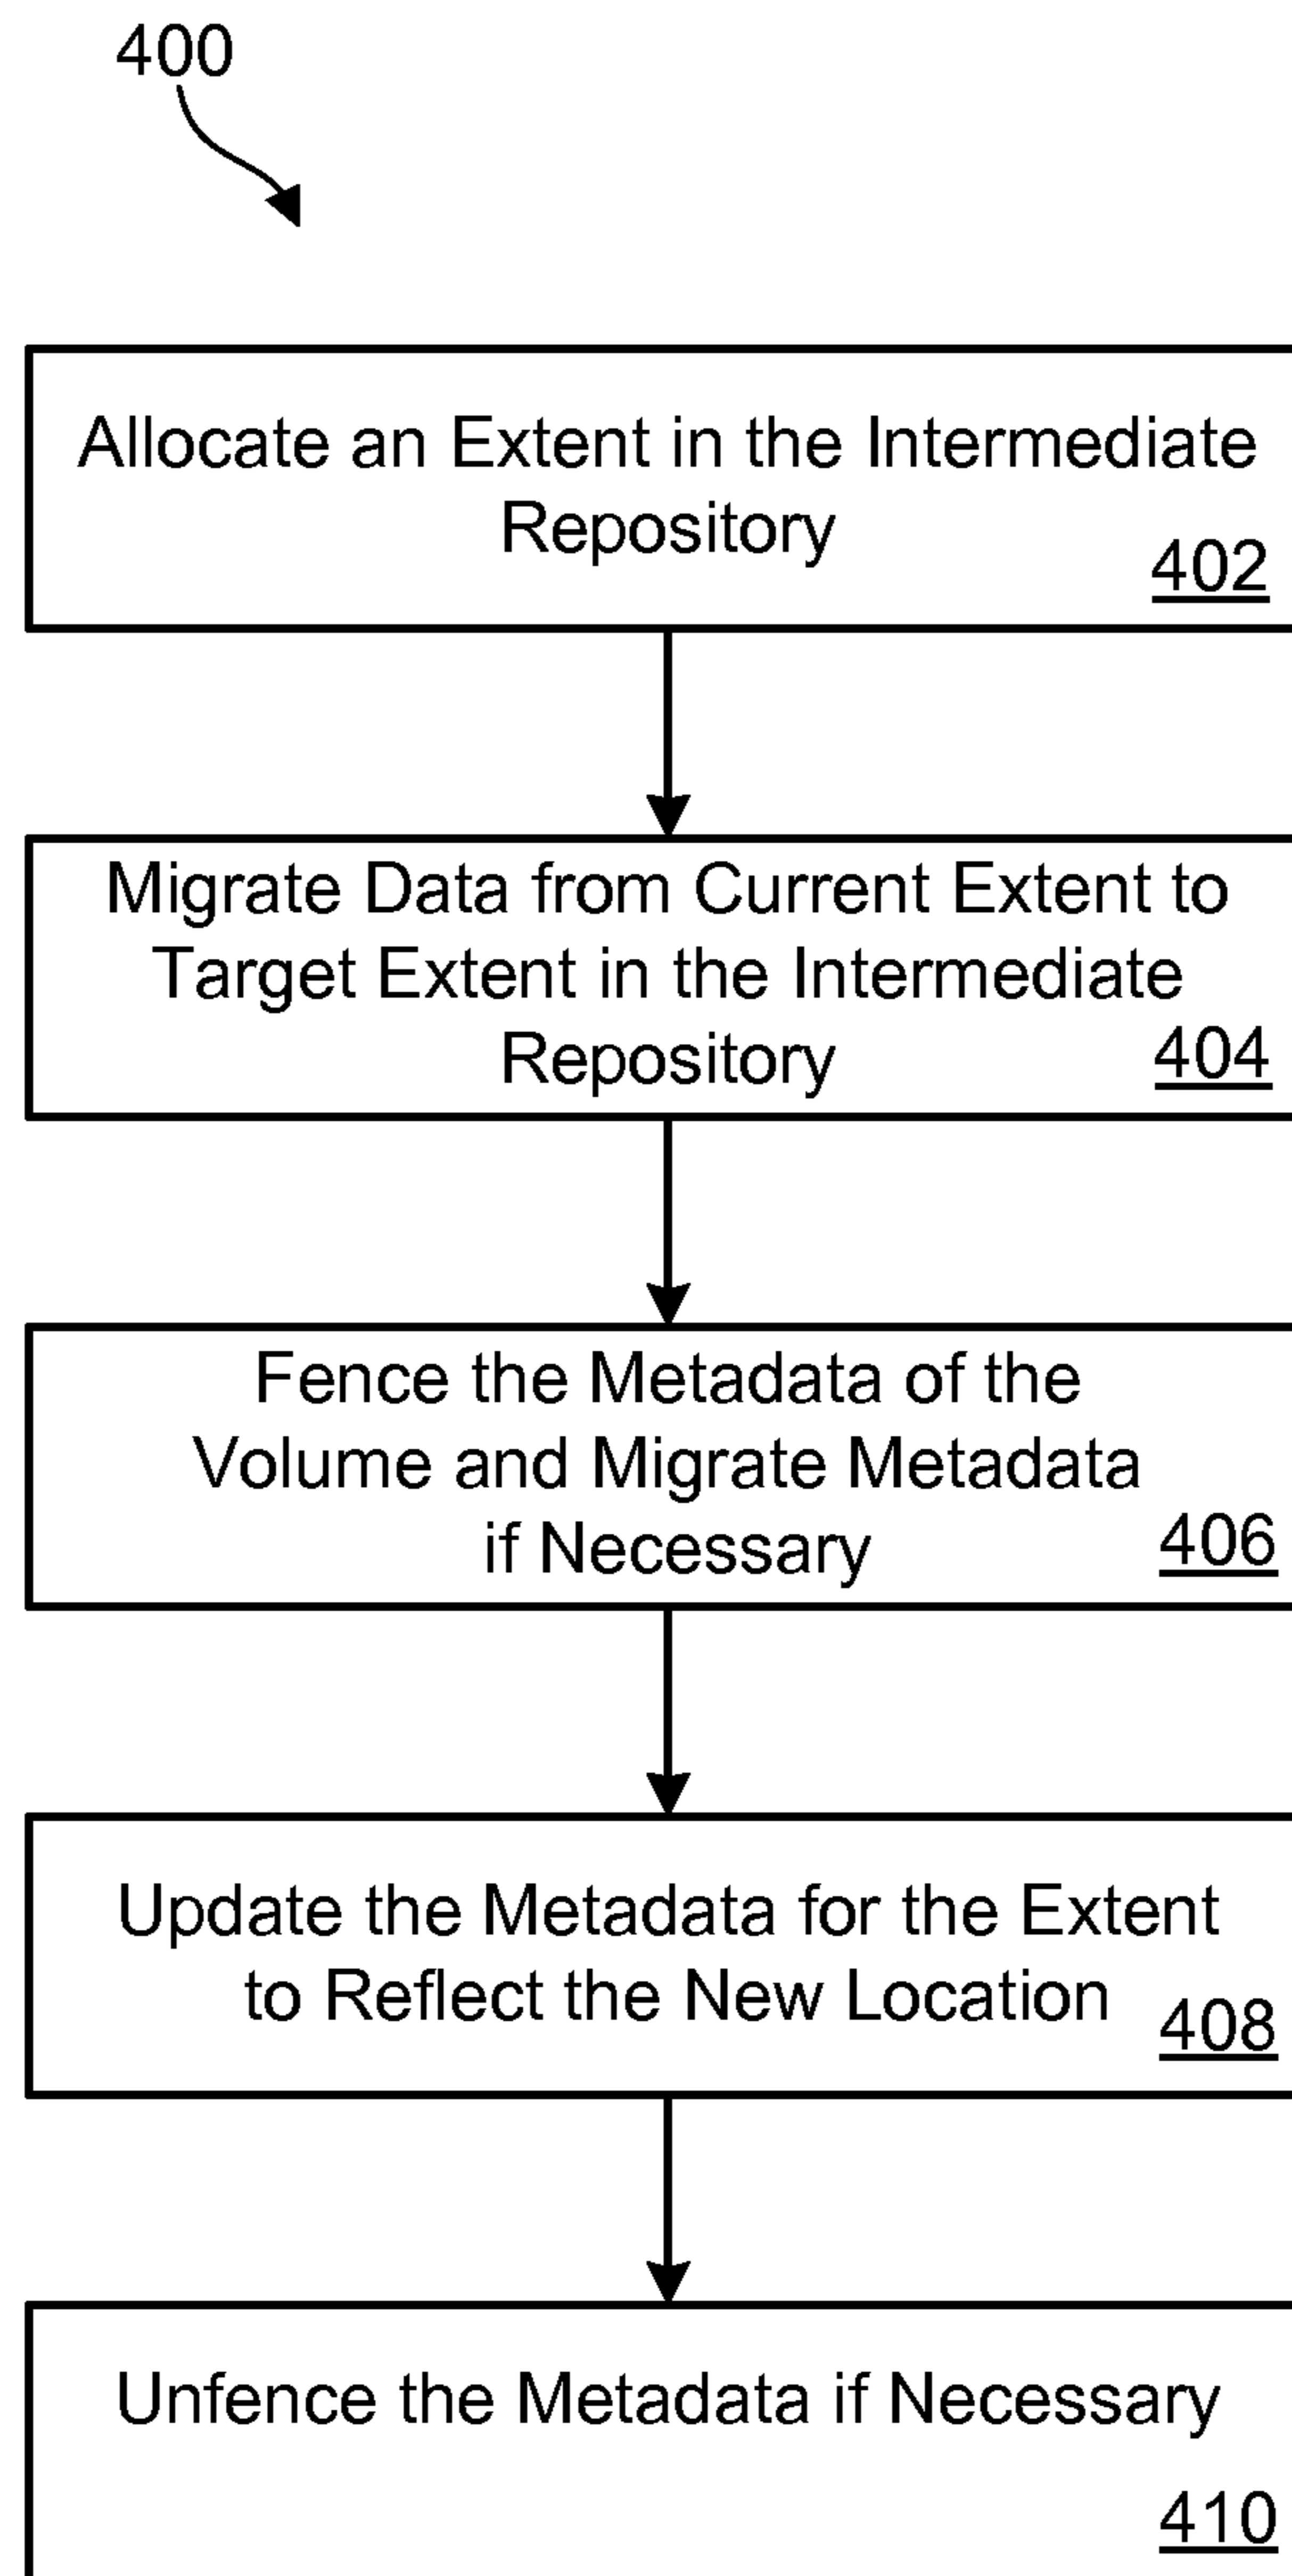 400
Allocate an Extent in the Intermediate
Repository
402
Migrate Data from Current Extent to
Target Extent in the Intermediate
Repository
404
Fence the Metadata of the
Volume and Migrate Metadata
if Necessary
406
Update the Metadata for the Extent
to Reflect the New Location
408
Unfence the Metadata if Necessary
410